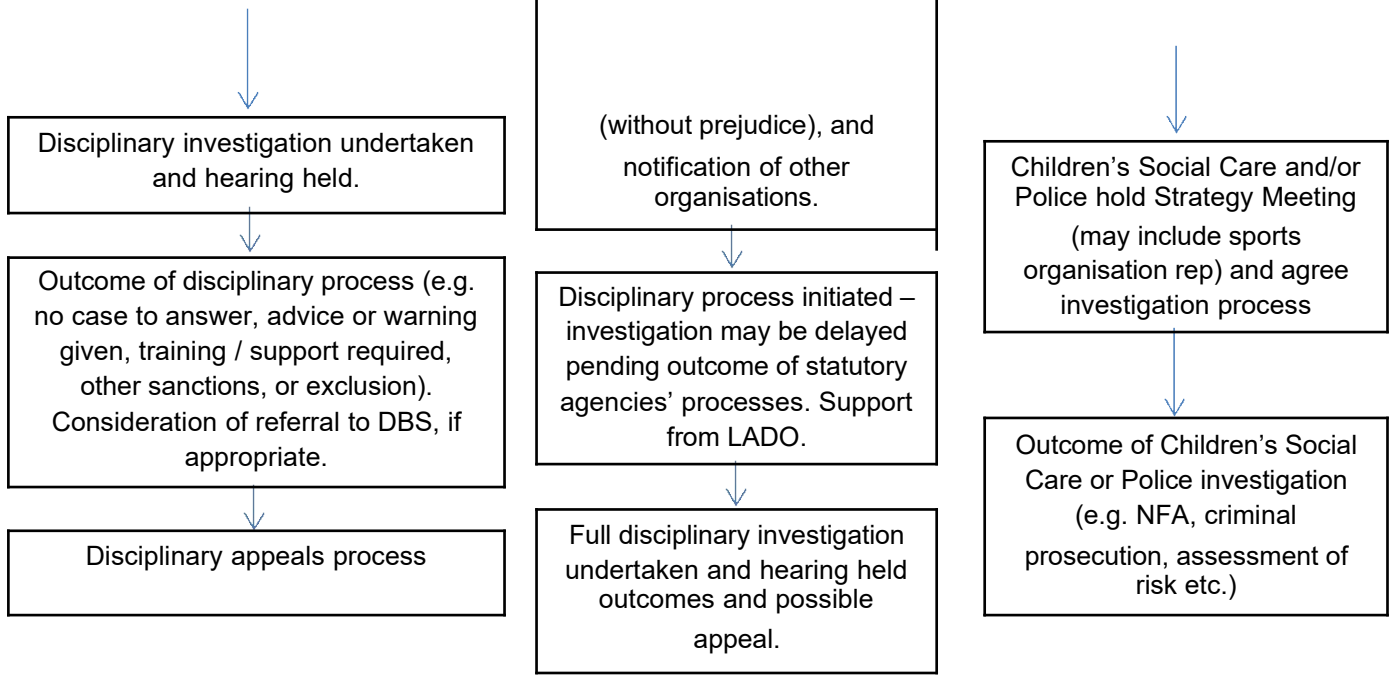 Disciplinary investigation undertaken
and hearing held.
Outcome of disciplinary process (e.g.
no case to answer, advice or warning
given, training / support required,
other sanctions, or exclusion).
Consideration of referral to DBS, if
appropriate.
Disciplinary appeals process
(without prejudice), and
notification of other
organisations.
Disciplinary process initiated –
investigation may be delayed
pending outcome of statutory
agencies’ processes. Support
from LADO.
Full disciplinary investigation
undertaken and hearing held
outcomes and possible
appeal.
Children’s Social Care and/or
Police hold Strategy Meeting
(may include sports
organisation rep) and agree
investigation process
Outcome of Children’s Social
Care or Police investigation
(e.g. NFA, criminal
prosecution, assessment of
risk etc.)